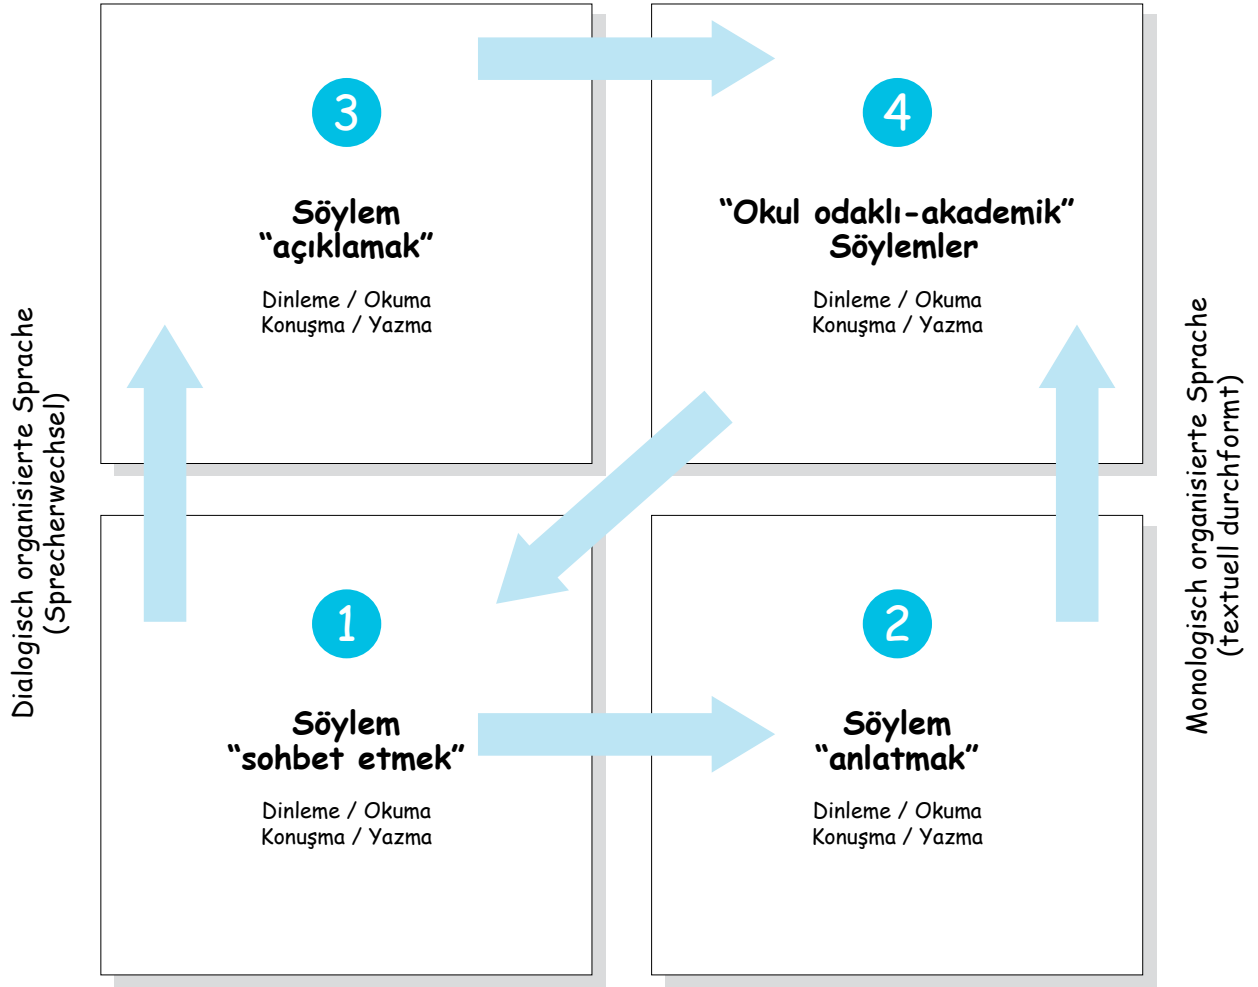 3
Söylem
“açıklamak”
Dinleme / Okuma
Konuşma / Yazma
4
“Okul odaklı-akademik”
Söylemler
Dinleme / Okuma
Konuşma / Yazma
Dialogisch organisierte Sprache
(Sprecherwechsel)
Monologisch organisierte Sprache
(textuell durchformt)
1
Söylem
“sohbet etmek”
Dinleme / Okuma
Konuşma / Yazma
2
Söylem
“anlatmak”
Dinleme / Okuma
Konuşma / Yazma